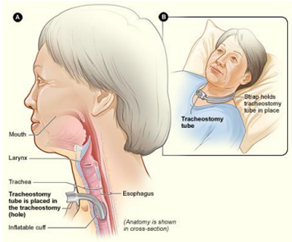 A
B
Strap holds
tracheostomy
tube in place
Tracheostomy
tube
Mouth
Larynx
Trachea
Tracheostomy
tube is placed in
the tracheostomy
(hole)
Inflatable cuff
Esophagus
(Anatomy is shown
in cross-section)